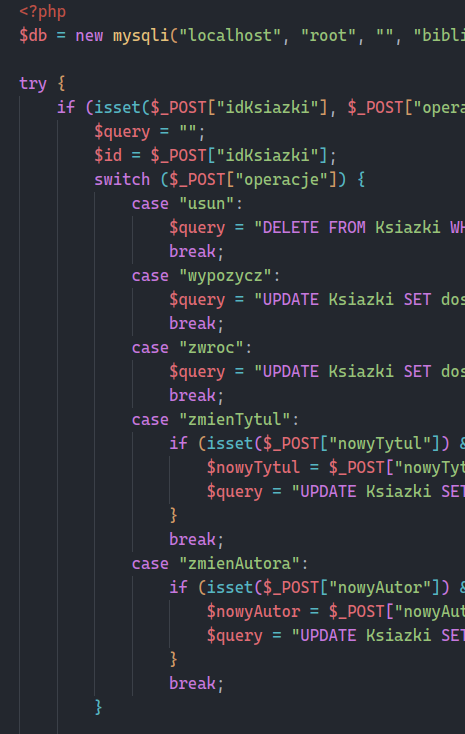 <?php
$db = new mysqli("localhost", "root", "", "bibli
try {
if (isset($_POST["idKsiazki"], $_POST["opera
$query = "";
$id = $_POST["idKsiazki"];
switch ($_POST["operacje"]) {
case "usun":
$query = "DELETE FROM Ksiazki WH
break;
case "wypozycz":
$query = "UPDATE Ksiazki SET dos
break;
case "zwroc":
$query = "UPDATE Ksiazki SET dos
break;
case "zmienTytul":
if (isset($_POST["nowyTytul"]) &
$nowyTytul = $_POST["nowyTyt
$query = "UPDATE Ksiazki SET
}
break;
case "zmienAutora":
if (isset($_POST["nowyAutor"]) &
$nowyAutor = $_POST["nowyAut
$query = "UPDATE Ksiazki SET
}
break;
}